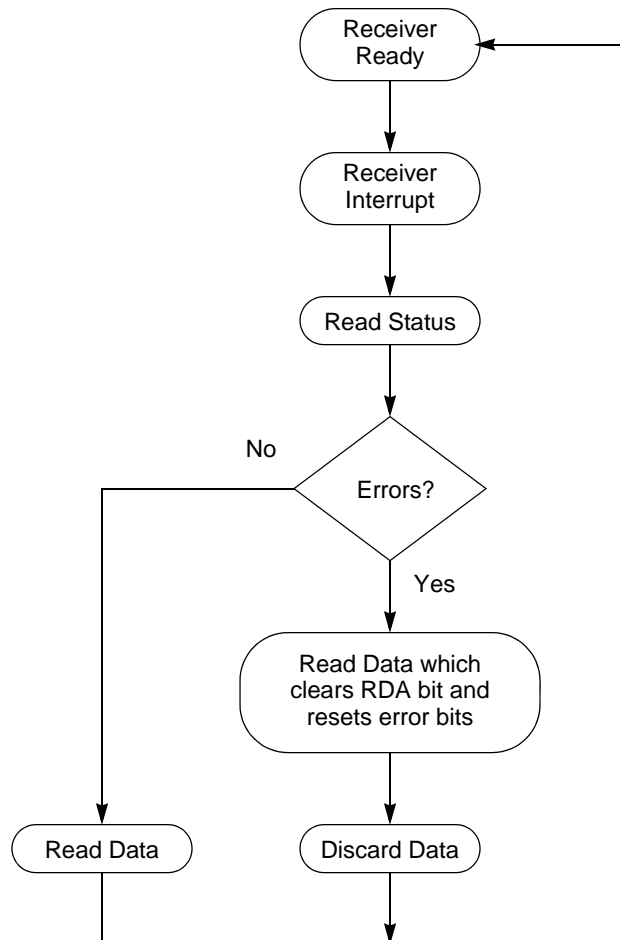 Receiver
Ready
Receiver
Interrupt
Read Status
No
Errors?
Yes
Read Data which
clears RDA bit and
resets error bits
Read Data
Discard Data